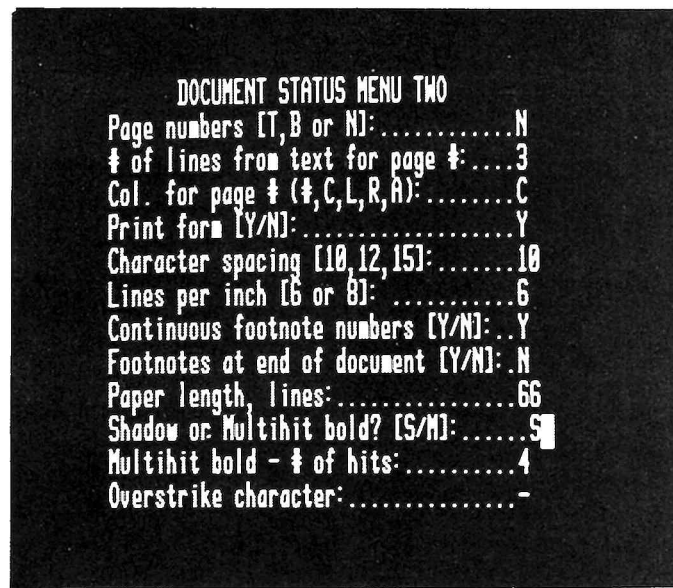 DOCUMENT STATUS MENU TWO
Page numbers [T,B or N]:............N
# of lines from text for page #:....3
Col. for page # (#,C,L,R,A):........C
Print form [Y/N]:...................Y
Character spacing [10,12,15]:.......10
Lines per inch [6 or 8]: ...........6
Continuous footnote numbers [Y/N]:..Y
Footnotes at end of document [Y/N]:.N
Paper length, lines:................66
Shadow or Multihit bold? [S/M]:......S
Multihit bold - # of hits:..........4
Overstrike character:...............-